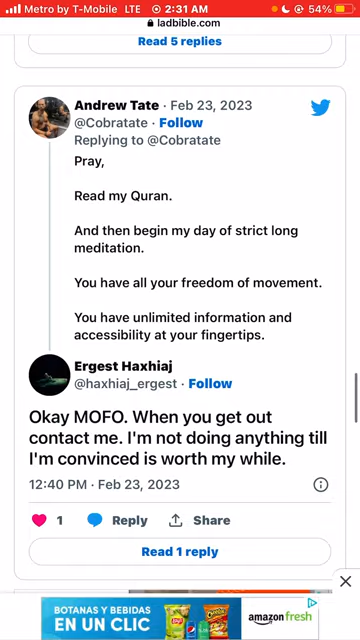 Metro by T-Mobile LTE 2:31 AM 54%
ladbible.com
Read 5 replies
Andrew Tate · Feb 23, 2023
@Cobratate · Follow
Replying to @Cobratate
Pray,
Read my Quran.
And then begin my day of strict long
meditation.
You have all your freedom of movement.
You have unlimited information and
accessibility at your fingertips.
Ergest Haxhiaj
@haxhiaj_ergest · Follow
Okay MOFO. When you get out
contact me. I'm not doing anything till
I'm convinced is worth my while.
12:40 PM · Feb 23, 2023
1 Reply Share
Read 1 reply
BOTANAS Y BEBIDAS
EN UN CLIC
Lay's
Cheetos
amazon fresh